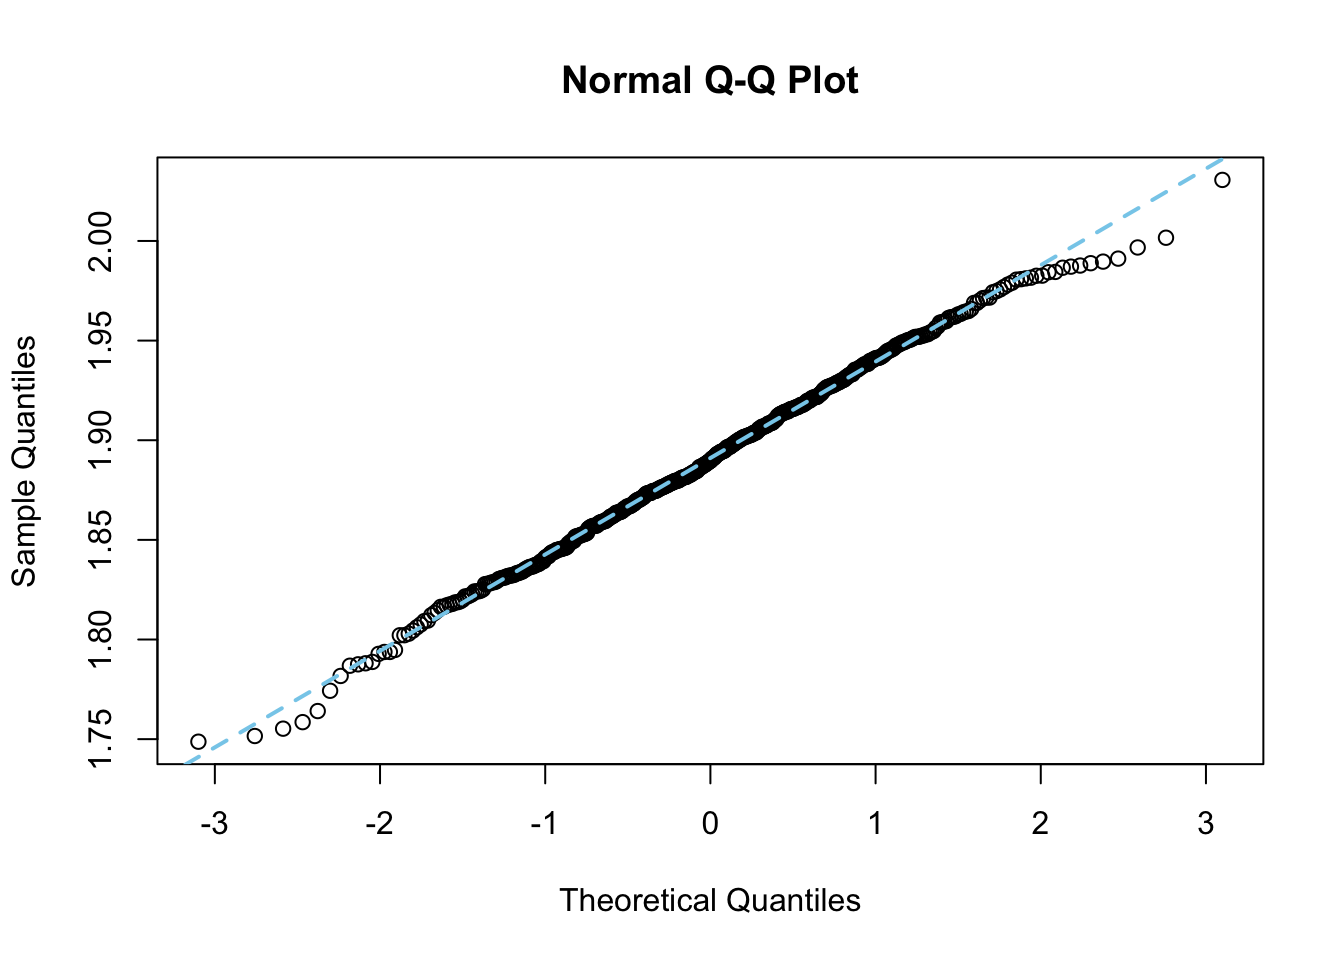 Normal Q-Q Plot
Sample Quantiles
2.00
1.95
1.90
1.85
1.80
1.75
-3 -2 -1 0 1 2 3
Theoretical Quantiles